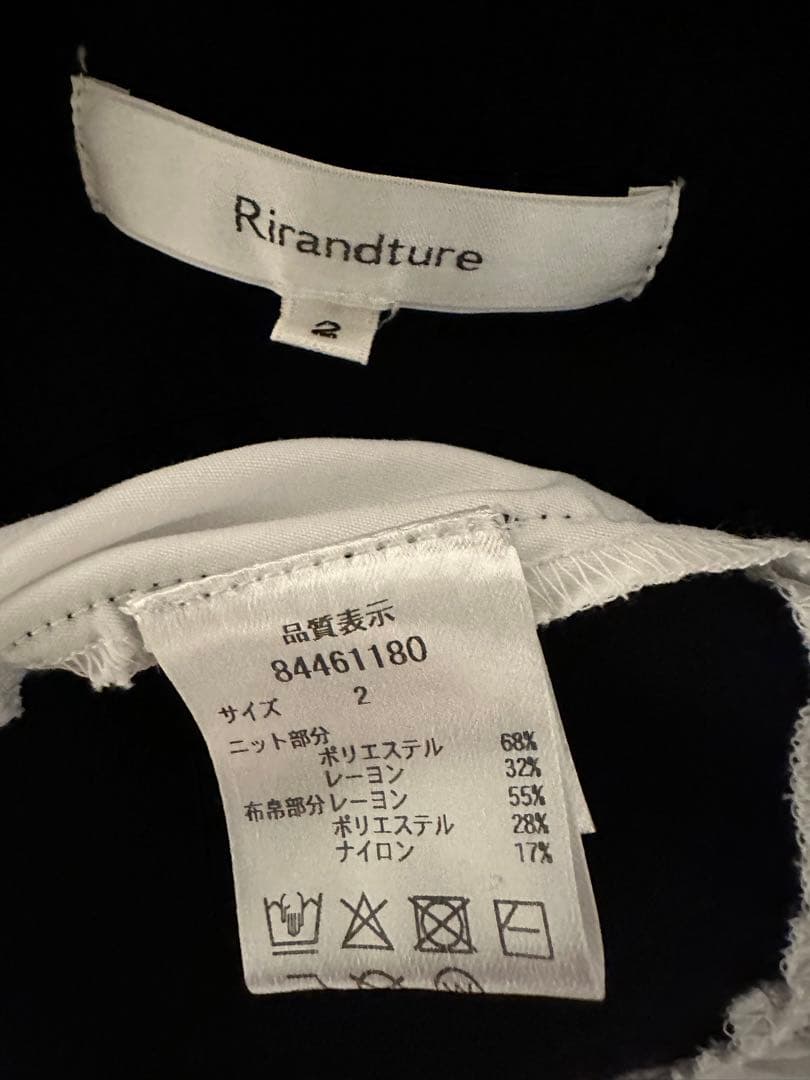 Rirandture
2
品質表示
84461180
サイズ 2
ニット部分
ポリエステル 68%
レーヨン 32%
布帛部分レーヨン 55%
ポリエステル 28%
ナイロン 17%